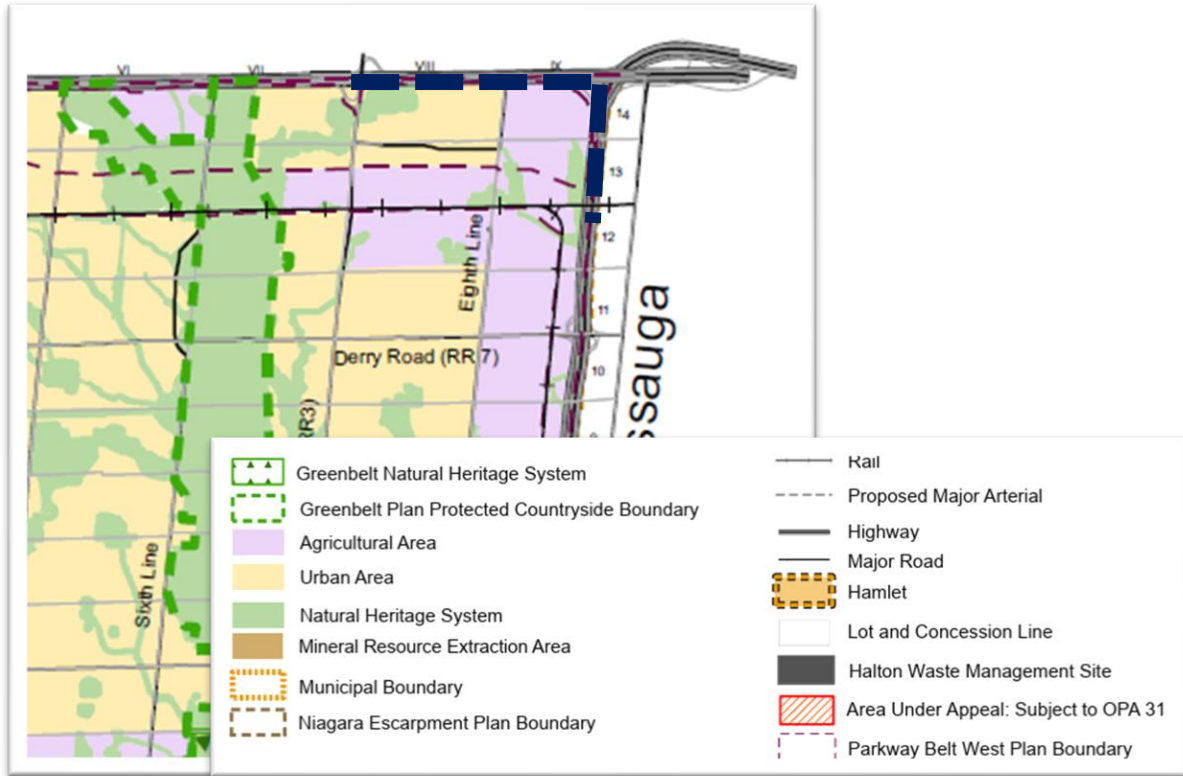 VI
VII
VIII
IX
14
13
12
11
10
Eighth Line
Derry Road (RR 7)
RR3)
ssauga
Sixth Line
Greenbelt Natural Heritage System
Greenbelt Plan Protected Countryside Boundary
Agricultural Area
Urban Area
Natural Heritage System
Mineral Resource Extraction Area
Municipal Boundary
Niagara Escarpment Plan Boundary
Rail
Proposed Major Arterial
Highway
Major Road
Hamlet
Lot and Concession Line
Halton Waste Management Site
Area Under Appeal: Subject to OPA 31
Parkway Belt West Plan Boundary